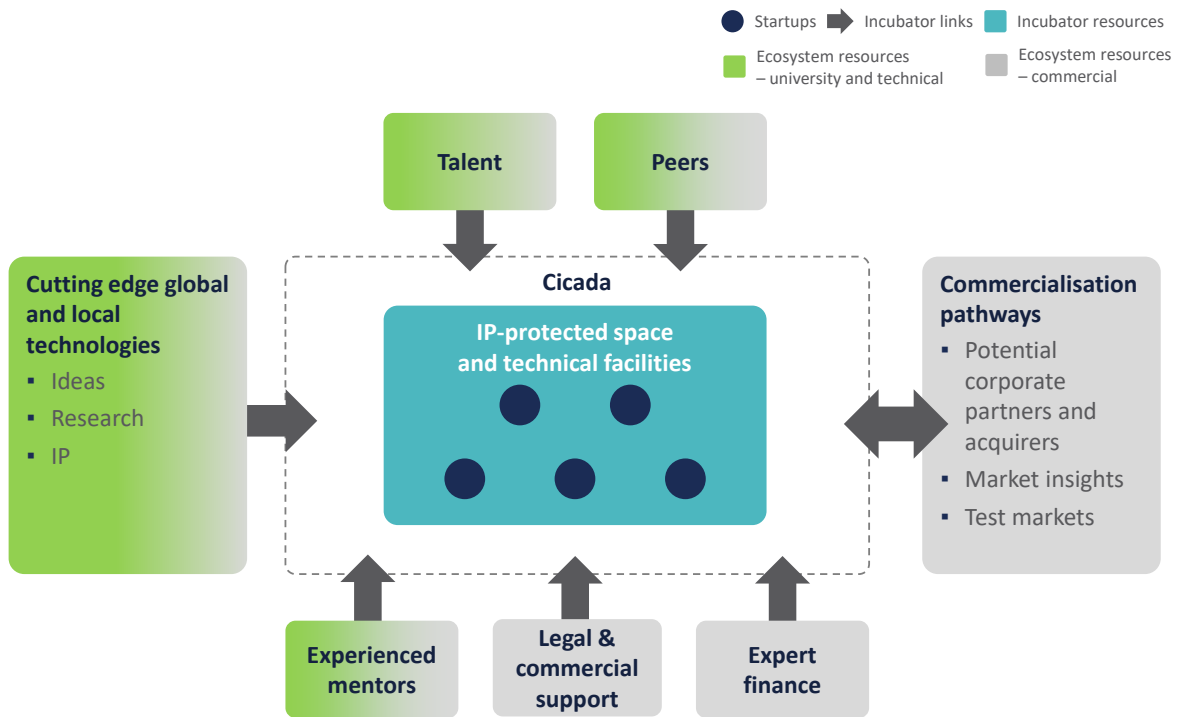 Startups
Incubator links
Incubator resources
Ecosystem resources
– university and technical
Ecosystem resources
– commercial
Talent
Peers
Cutting edge global
and local
technologies
▪ Ideas
▪ Research
▪ IP
Cicada
IP-protected space
and technical facilities
Commercialisation
pathways
▪ Potential
corporate
partners and
acquirers
▪ Market insights
▪ Test markets
Experienced
mentors
Legal &
commercial
support
Expert
finance